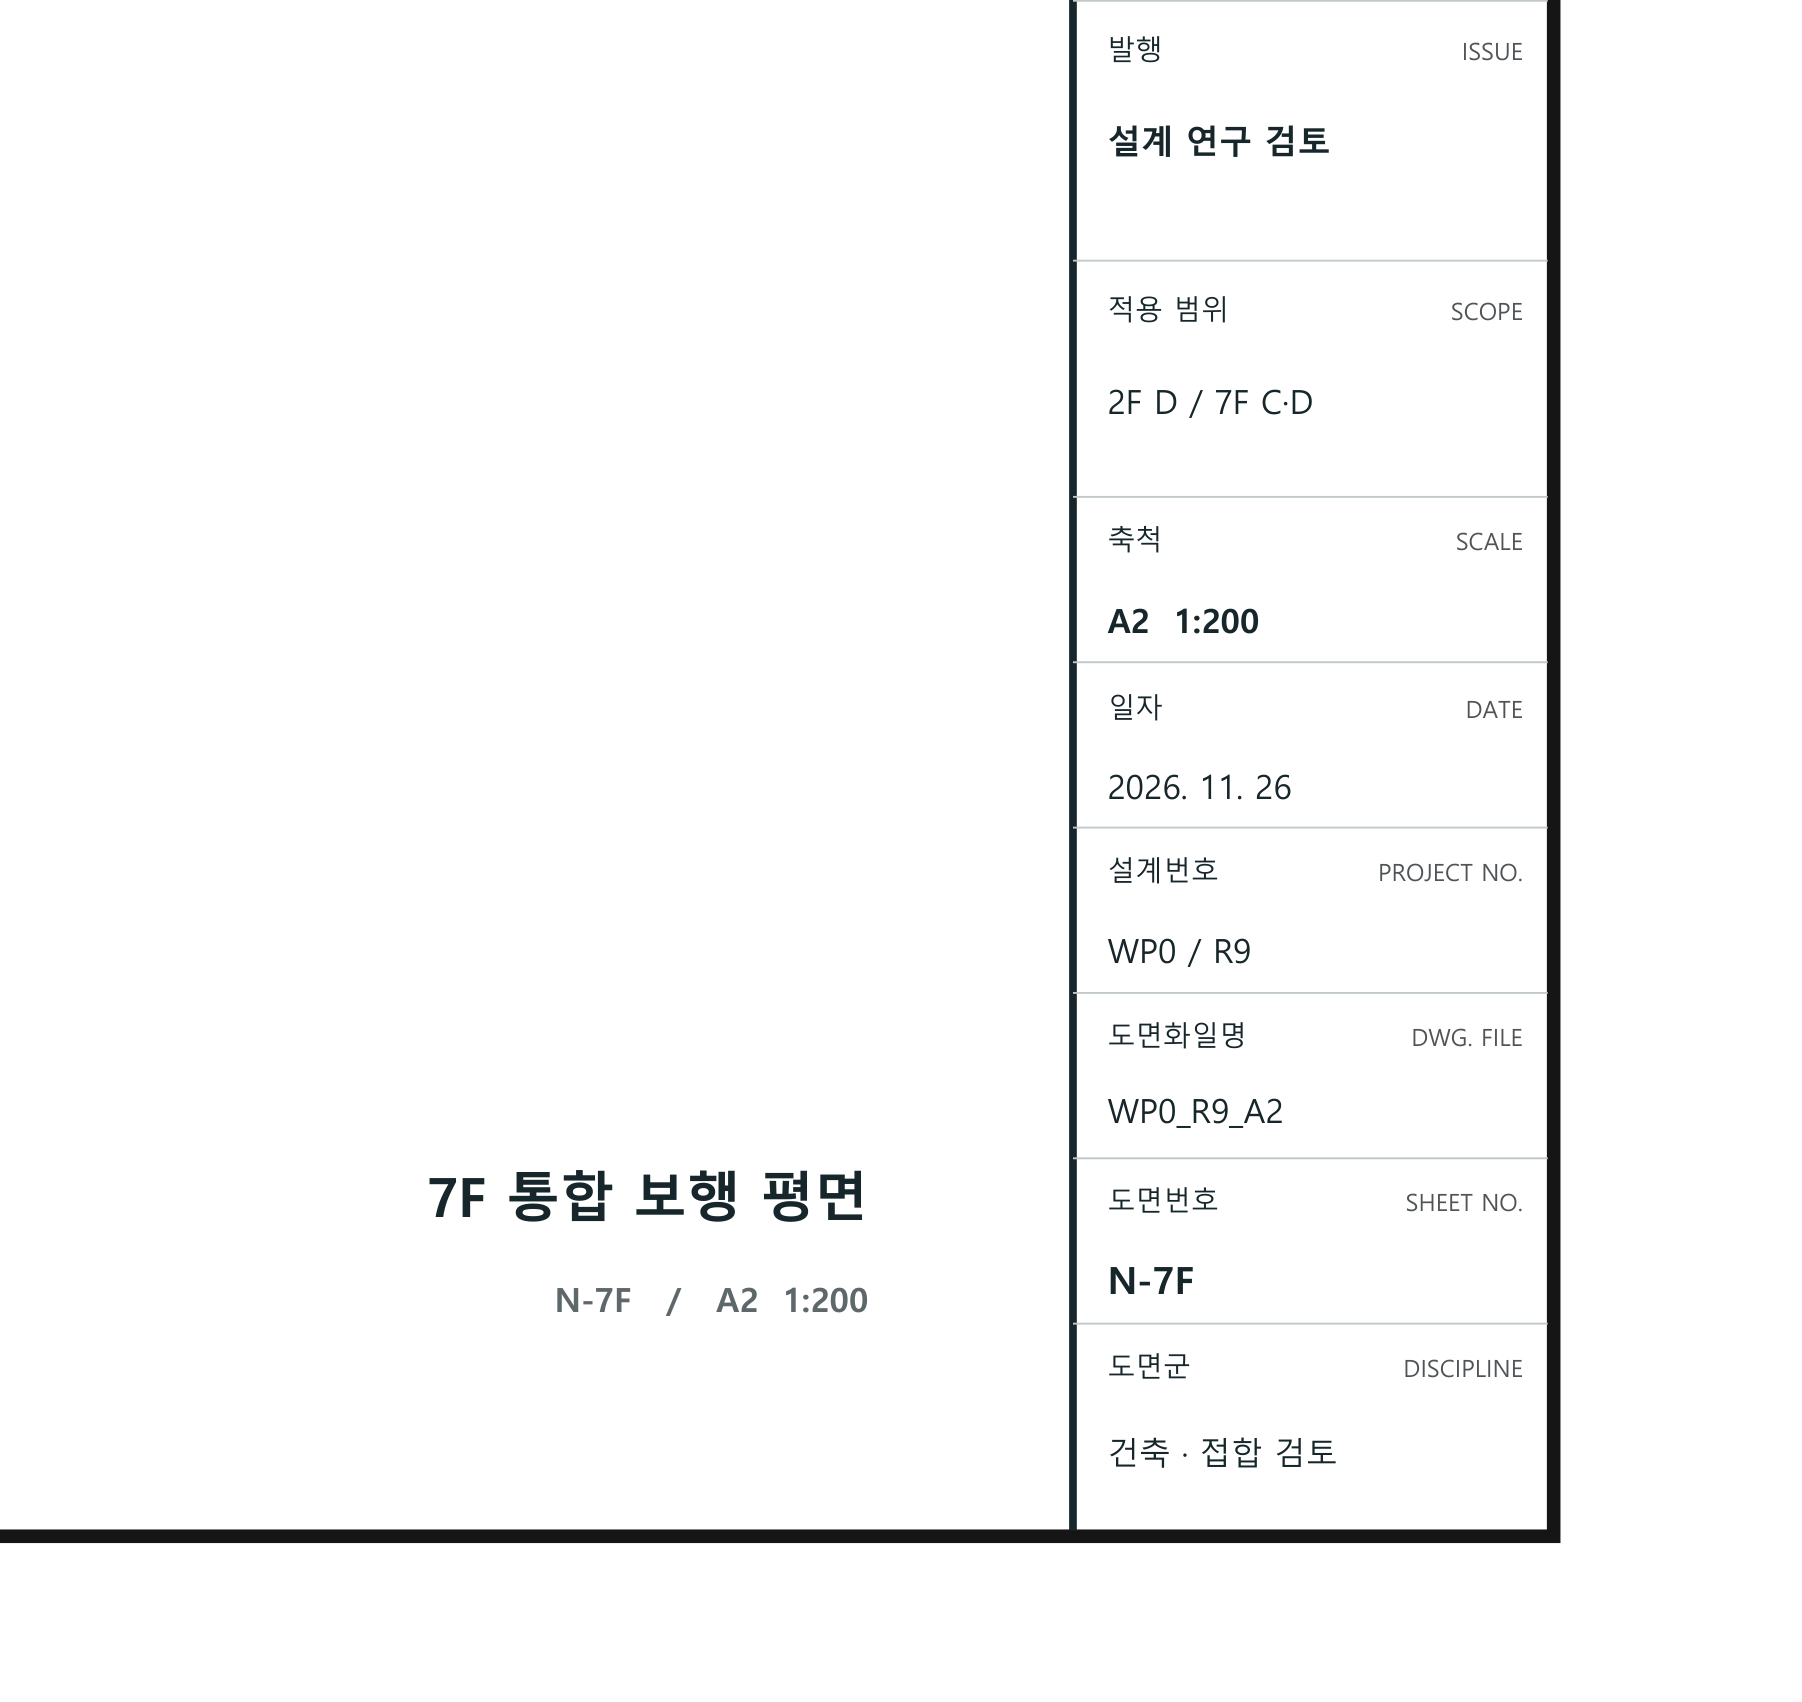 발행 ISSUE
설계 연구 검토
적용 범위 SCOPE
2F D / 7F C·D
축척 SCALE
A2 1:200
일자 DATE
2026. 11. 26
설계번호 PROJECT NO.
WP0 / R9
도면화일명 DWG. FILE
WP0_R9_A2
도면번호 SHEET NO.
N-7F
도면군 DISCIPLINE
건축 · 접합 검토
7F 통합 보행 평면
N-7F / A2 1:200